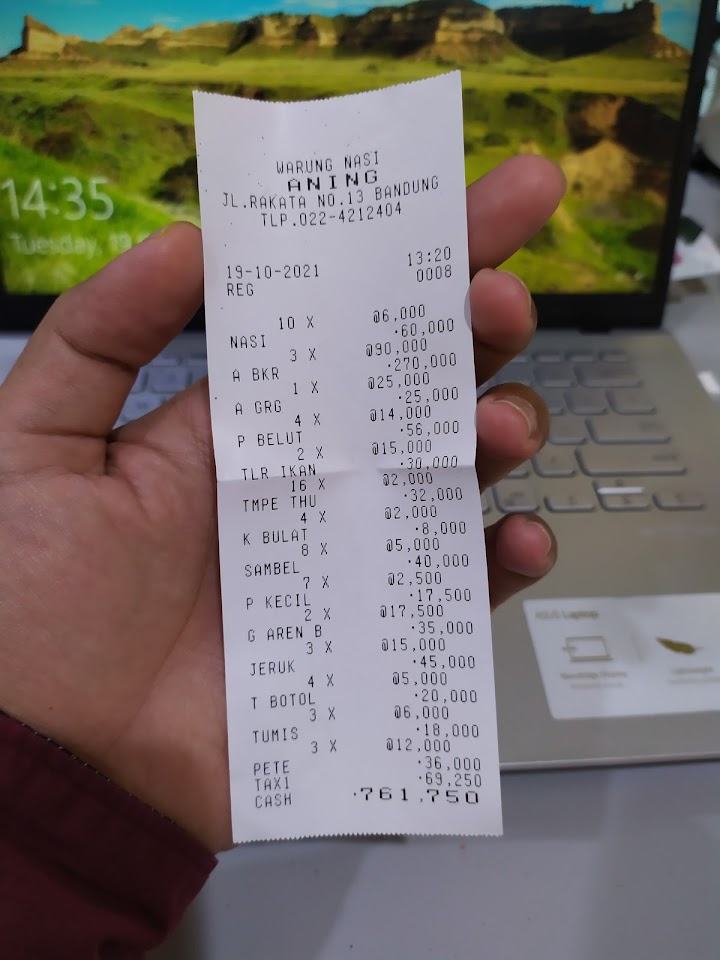 14:35
Tuesday, 19
WARUNG NASI
ANING
JL.RAKATA NO.13 BANDUNG
TLP.022-4212404
19-10-2021 13:20
REG 0008
10 X @6,000
NASI ·60,000
3 X @90,000
A BKR ·270,000
1 X @25,000
A GRG ·25,000
4 X @14,000
P BELUT ·56,000
2 X @15,000
TLR IKAN ·30,000
16 X @2,000
TMPE THU ·32,000
4 X @2,000
K BULAT ·8,000
8 X @5,000
SAMBEL ·40,000
7 X @2,500
P KECIL ·17,500
2 X @17,500
G AREN B ·35,000
3 X @15,000
JERUK ·45,000
4 X @5,000
T BOTOL ·20,000
3 X @6,000
TUMIS ·18,000
3 X @12,000
PETE ·36,000
TAX1 ·69,250
CASH ·761,750
ASUS Laptop